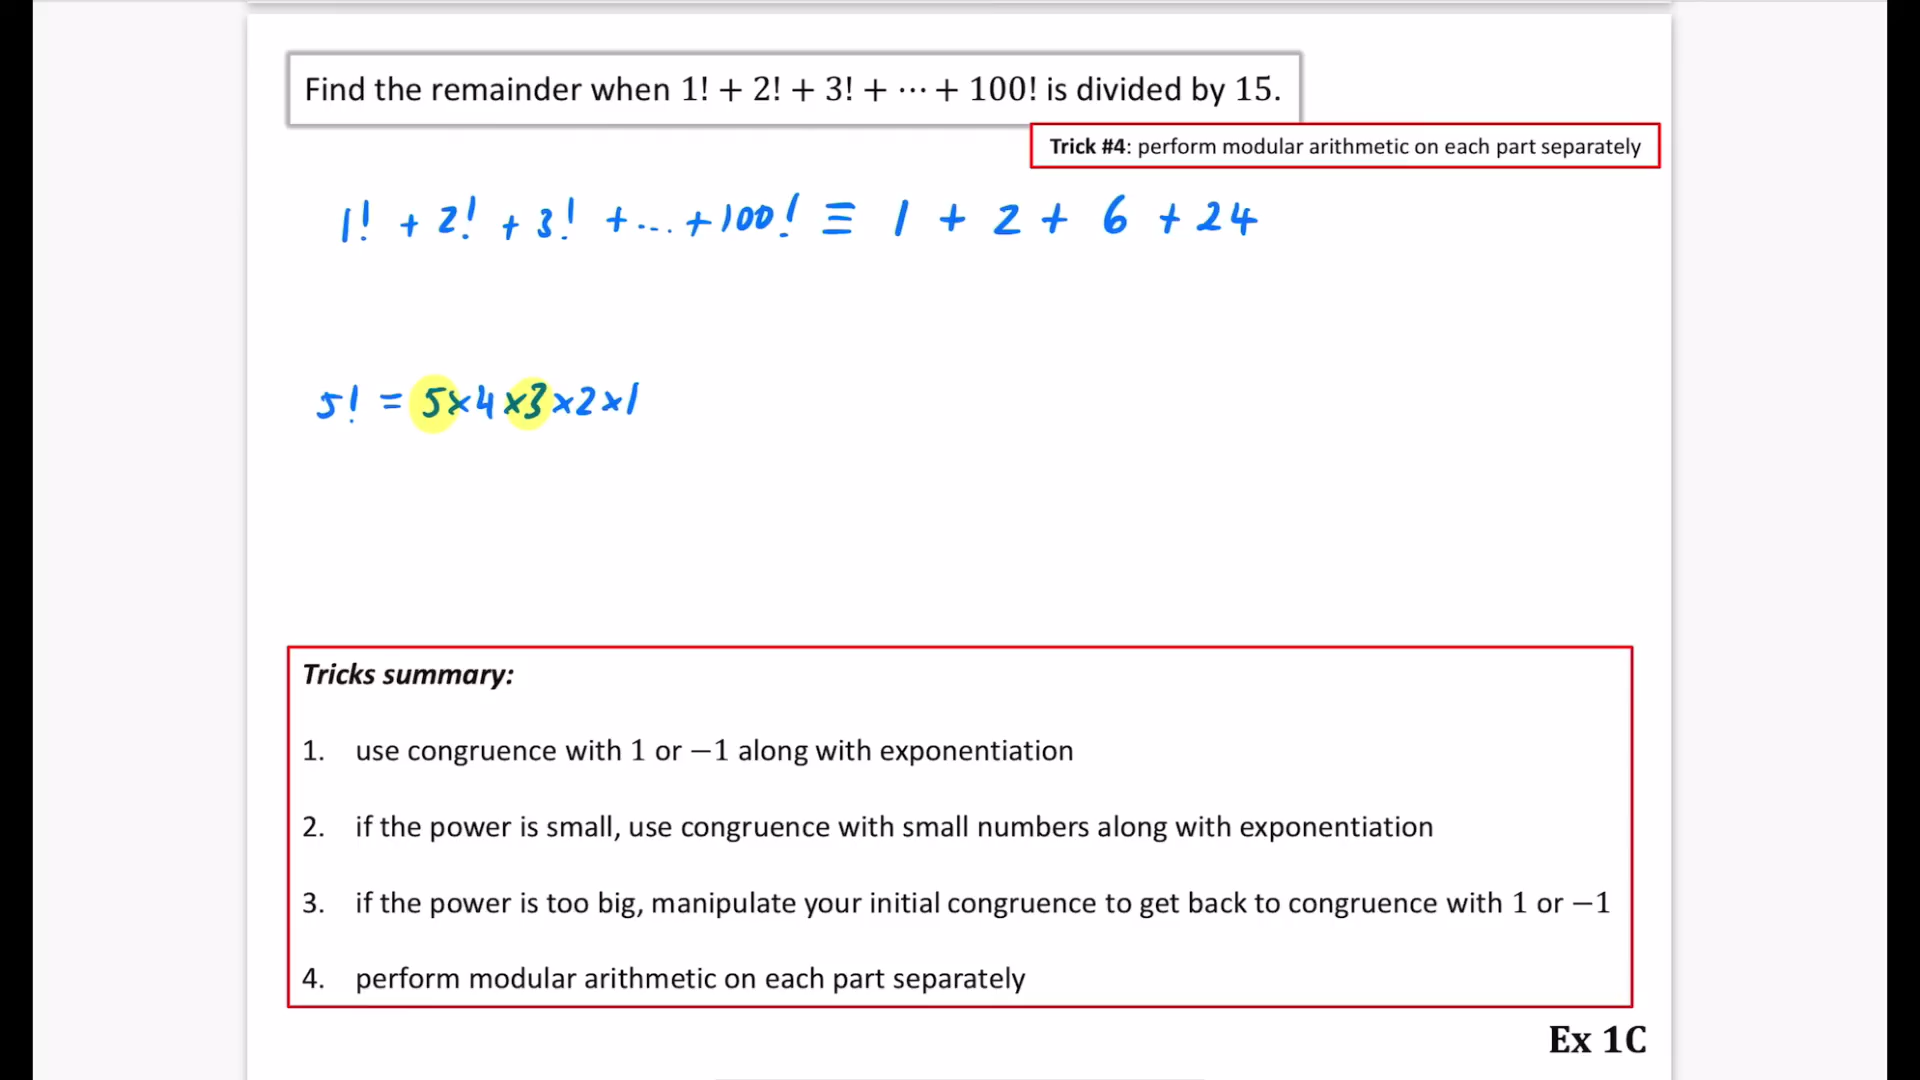 Find the remainder when 1! + 2! + 3! + ⋯ + 100! is divided by 15.
Trick #4: perform modular arithmetic on each part separately
1! + 2! + 3! + ... + 100! ≡ 1 + 2 + 6 + 24
5! = 5×4×3×2×1
Tricks summary:
1. use congruence with 1 or −1 along with exponentiation
2. if the power is small, use congruence with small numbers along with exponentiation
3. if the power is too big, manipulate your initial congruence to get back to congruence with 1 or −1
4. perform modular arithmetic on each part separately
Ex 1C